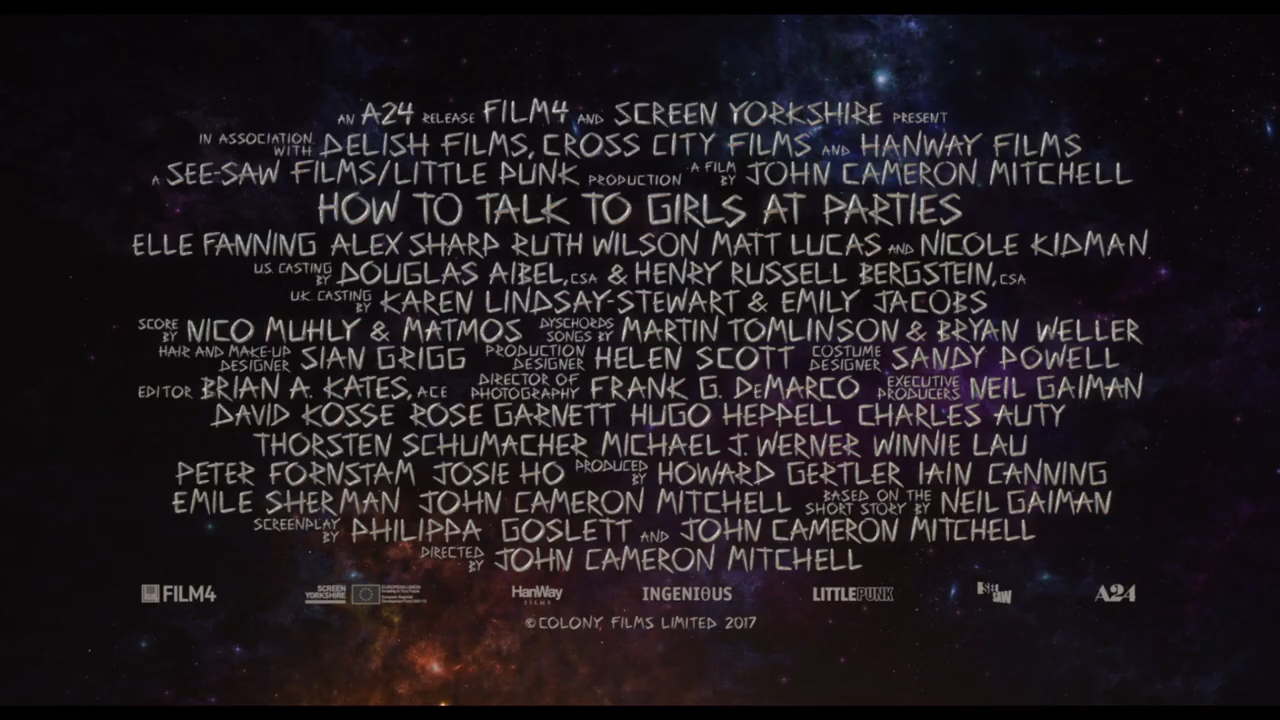 AN A24 RELEASE FILM4 AND SCREEN YORKSHIRE PRESENT
IN ASSOCIATION WITH DELISH FILMS, CROSS CITY FILMS AND HANWAY FILMS
A SEE-SAW FILMS/LITTLE PUNK PRODUCTION A FILM BY JOHN CAMERON MITCHELL
HOW TO TALK TO GIRLS AT PARTIES
ELLE FANNING ALEX SHARP RUTH WILSON MATT LUCAS AND NICOLE KIDMAN
U.S. CASTING BY DOUGLAS AIBEL, CSA & HENRY RUSSELL BERGSTEIN, CSA
U.K. CASTING BY KAREN LINDSAY-STEWART & EMILY JACOBS
SCORE BY NICO MUHLY & MATMOS DYSCHORDS SONGS BY MARTIN TOMLINSON & BRYAN WELLER
HAIR AND MAKE-UP DESIGNER SIAN GRIGG PRODUCTION DESIGNER HELEN SCOTT COSTUME DESIGNER SANDY POWELL
EDITOR BRIAN A. KATES, ACE DIRECTOR OF PHOTOGRAPHY FRANK G. DeMARCO EXECUTIVE PRODUCERS NEIL GAIMAN
DAVID KOSSE ROSE GARNETT HUGO HEPPELL CHARLES AUTY
THORSTEN SCHUMACHER MICHAEL J. WERNER WINNIE LAU
PETER FORNSTAM JOSIE HO PRODUCED BY HOWARD GERTLER IAIN CANNING
EMILE SHERMAN JOHN CAMERON MITCHELL BASED ON THE SHORT STORY BY NEIL GAIMAN
SCREENPLAY BY PHILIPPA GOSLETT AND JOHN CAMERON MITCHELL
DIRECTED BY JOHN CAMERON MITCHELL
FILM4 SCREEN YORKSHIRE EUROPEAN UNION HanWay FILMS INGENIOUS LITTLEPUNK SEE SAW A24
© COLONY FILMS LIMITED 2017